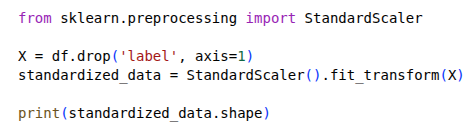 from sklearn.preprocessing import StandardScaler
X = df.drop('label', axis=1)
standardized_data = StandardScaler().fit_transform(X)
print(standardized_data.shape)